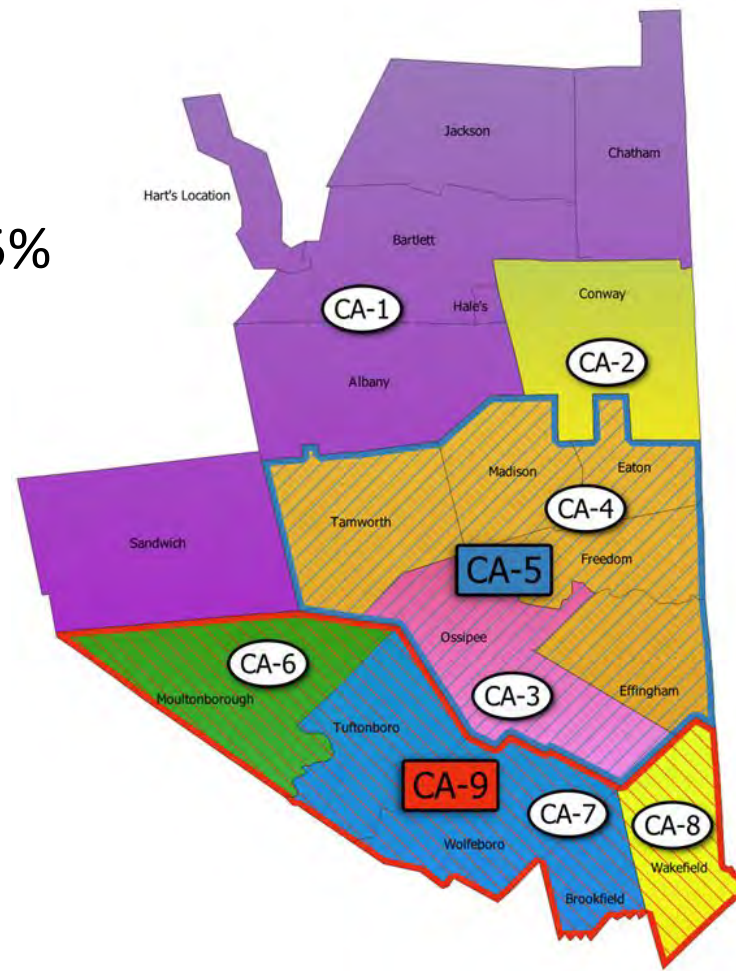 Jackson
Chatham
Hart's Location
5%
Bartlett
Conway
Hale's
CA-1
CA-2
Albany
Madison
Eaton
CA-4
Tamworth
Sandwich
Freedom
CA-5
Ossipee
CA-6
CA-3
Effingham
Moultonborough
Tuftonboro
CA-9
CA-7
CA-8
Wolfeboro
Wakefield
Brookfield